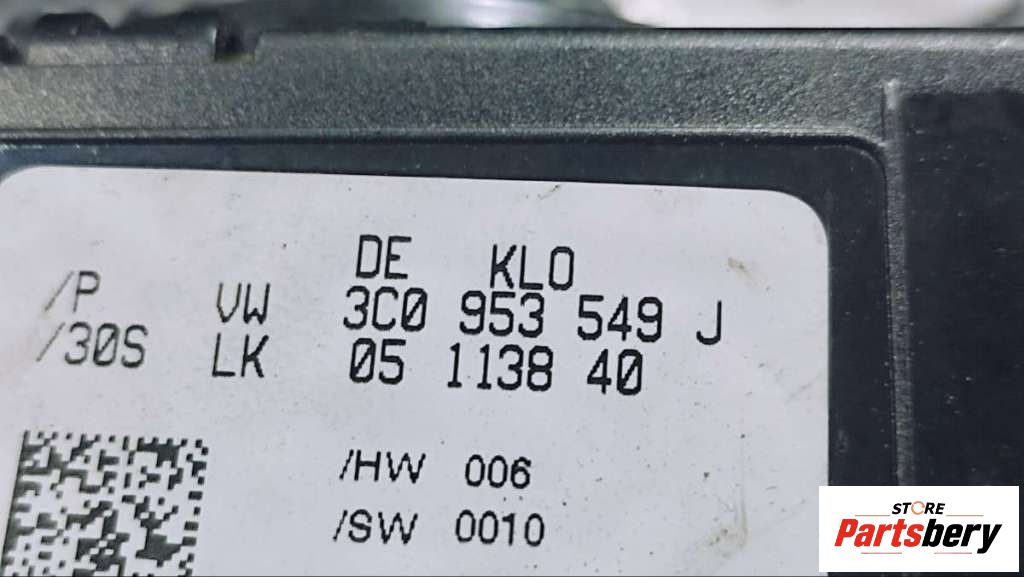 DE KLO
/P VW 3C0 953 549 J
/30S LK 05 1138 40
/HW 006
/SW 0010
STORE
Partsbery